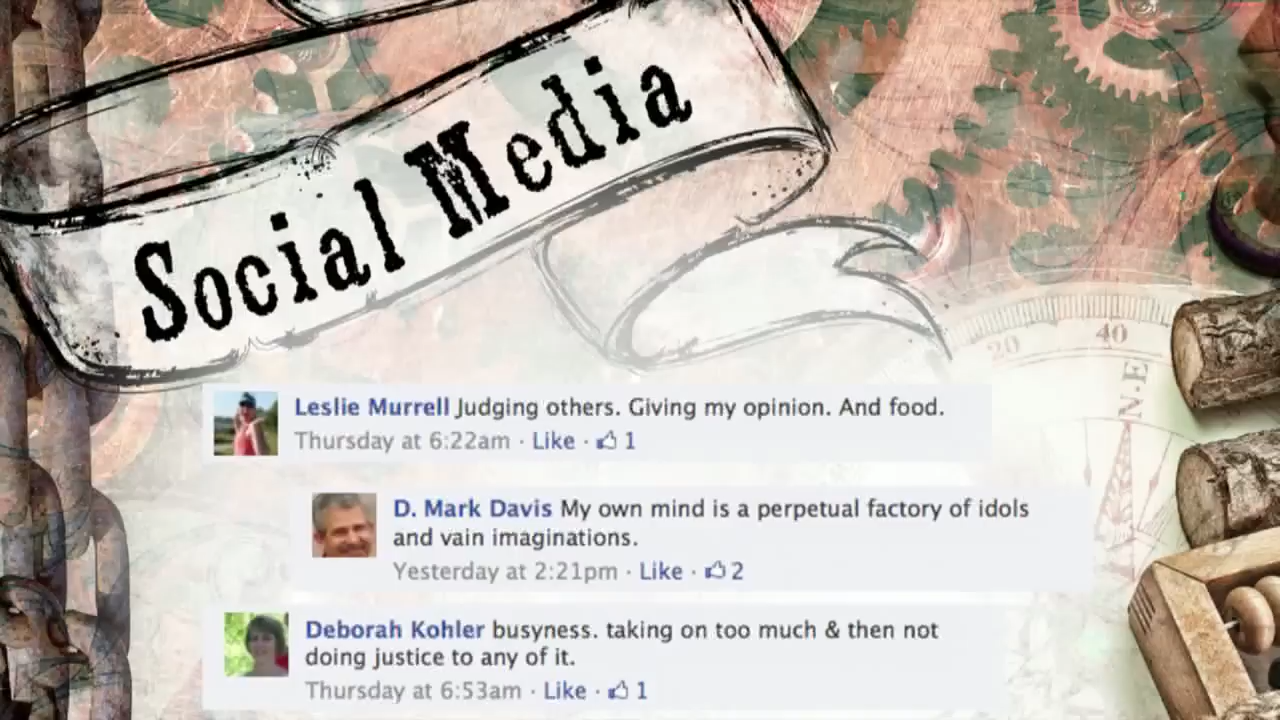 Social Media
20
40
N·E
Leslie Murrell Judging others. Giving my opinion. And food.
Thursday at 6:22am · Like · 1
D. Mark Davis My own mind is a perpetual factory of idols
and vain imaginations.
Yesterday at 2:21pm · Like · 2
Deborah Kohler busyness. taking on too much & then not
doing justice to any of it.
Thursday at 6:53am · Like · 1